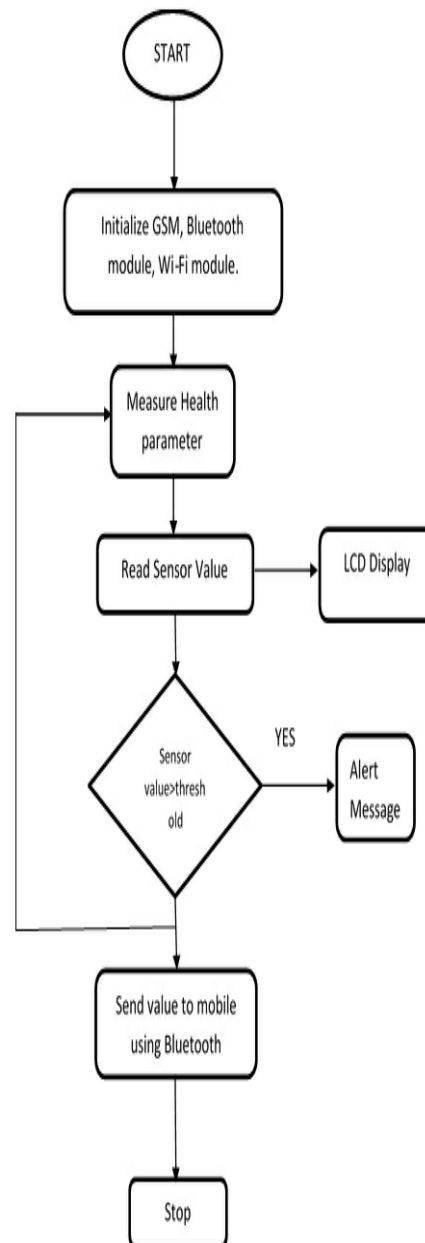 START
Initialize GSM, Bluetooth
module, Wi-Fi module.
Measure Health
parameter
Read Sensor Value
LCD Display
Sensor
value>thresh
old
YES
Alert
Message
Send value to mobile
using Bluetooth
Stop